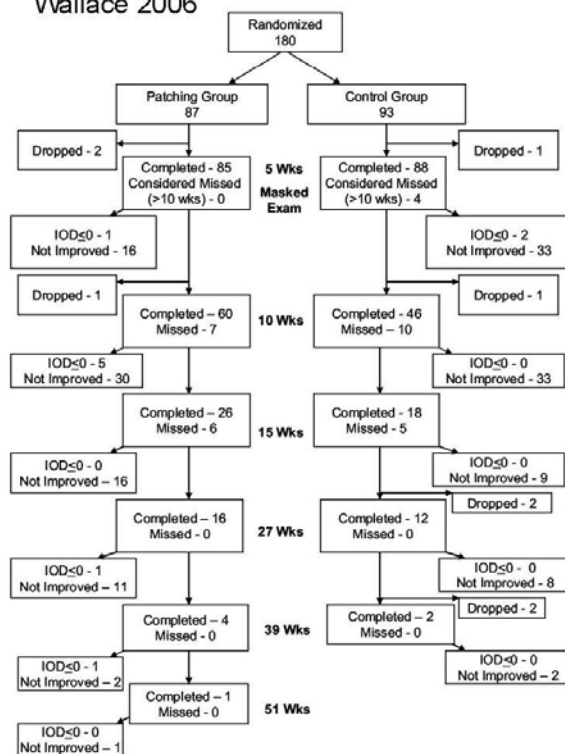 Wallace 2006
Randomized
180
Patching Group
87
Control Group
93
Dropped - 2
Dropped - 1
Completed - 85
Considered Missed
(>10 wks) - 0
5 Wks
Masked
Exam
Completed - 88
Considered Missed
(>10 wks) - 4
IOD≤0 - 1
Not Improved - 16
IOD≤0 - 2
Not Improved - 33
Dropped - 1
Dropped - 1
Completed – 60
Missed - 7
10 Wks
Completed - 46
Missed – 10
IOD≤0 - 5
Not Improved - 30
IOD≤0 - 0
Not Improved - 33
Completed – 26
Missed - 6
15 Wks
Completed - 18
Missed - 5
IOD≤0 - 0
Not Improved – 16
IOD≤0 - 0
Not Improved - 9
Dropped - 2
Completed – 16
Missed - 0
27 Wks
Completed - 12
Missed - 0
IOD≤0 - 1
Not Improved – 11
IOD≤0 - 0
Not Improved - 8
Dropped - 2
Completed – 4
Missed - 0
39 Wks
Completed – 2
Missed - 0
IOD≤0 - 1
Not Improved – 2
IOD≤0 - 0
Not Improved - 2
Completed – 1
Missed - 0
51 Wks
IOD≤0 - 0
Not Improved – 1